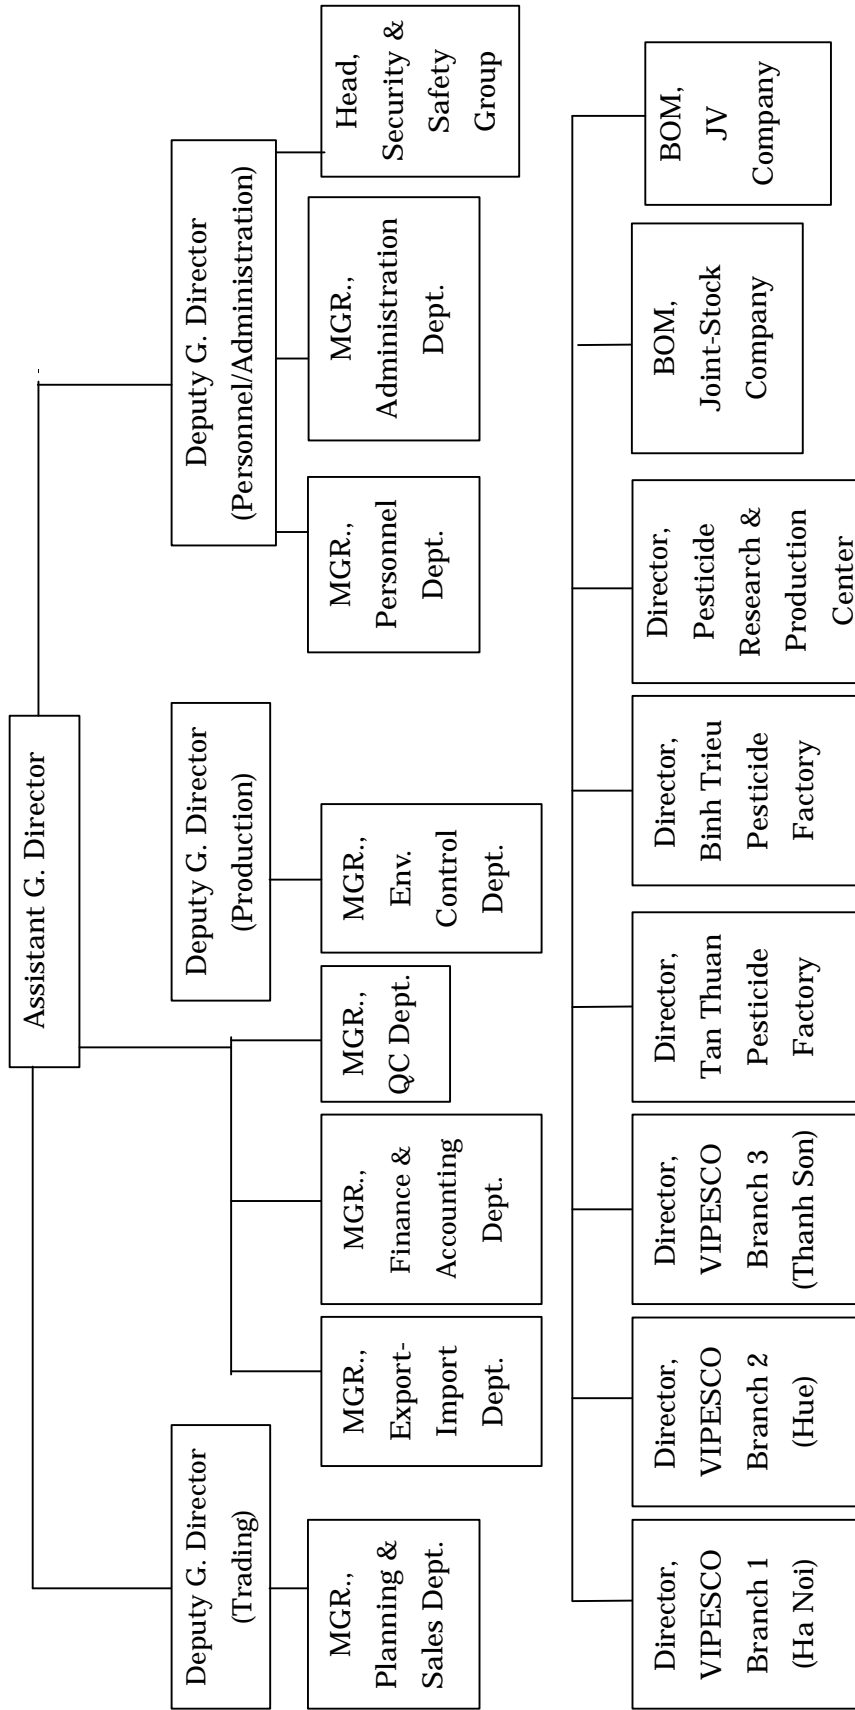 Assistant G. Director
Deputy G. Director
(Trading)
Deputy G. Director
(Production)
Deputy G. Director
(Personnel/Administration)
MGR.,
Planning &
Sales Dept.
MGR.,
Export-
Import
Dept.
MGR.,
Finance &
Accounting
Dept.
MGR.,
QC Dept.
MGR.,
Env.
Control
Dept.
MGR.,
Personnel
Dept.
MGR.,
Administration
Dept.
Head,
Security &
Safety
Group
Director,
VIPESCO
Branch 1
(Ha Noi)
Director,
VIPESCO
Branch 2
(Hue)
Director,
VIPESCO
Branch 3
(Thanh Son)
Director,
Tan Thuan
Pesticide
Factory
Director,
Binh Trieu
Pesticide
Factory
Director,
Pesticide
Research &
Production
Center
BOM,
Joint-Stock
Company
BOM,
JV
Company